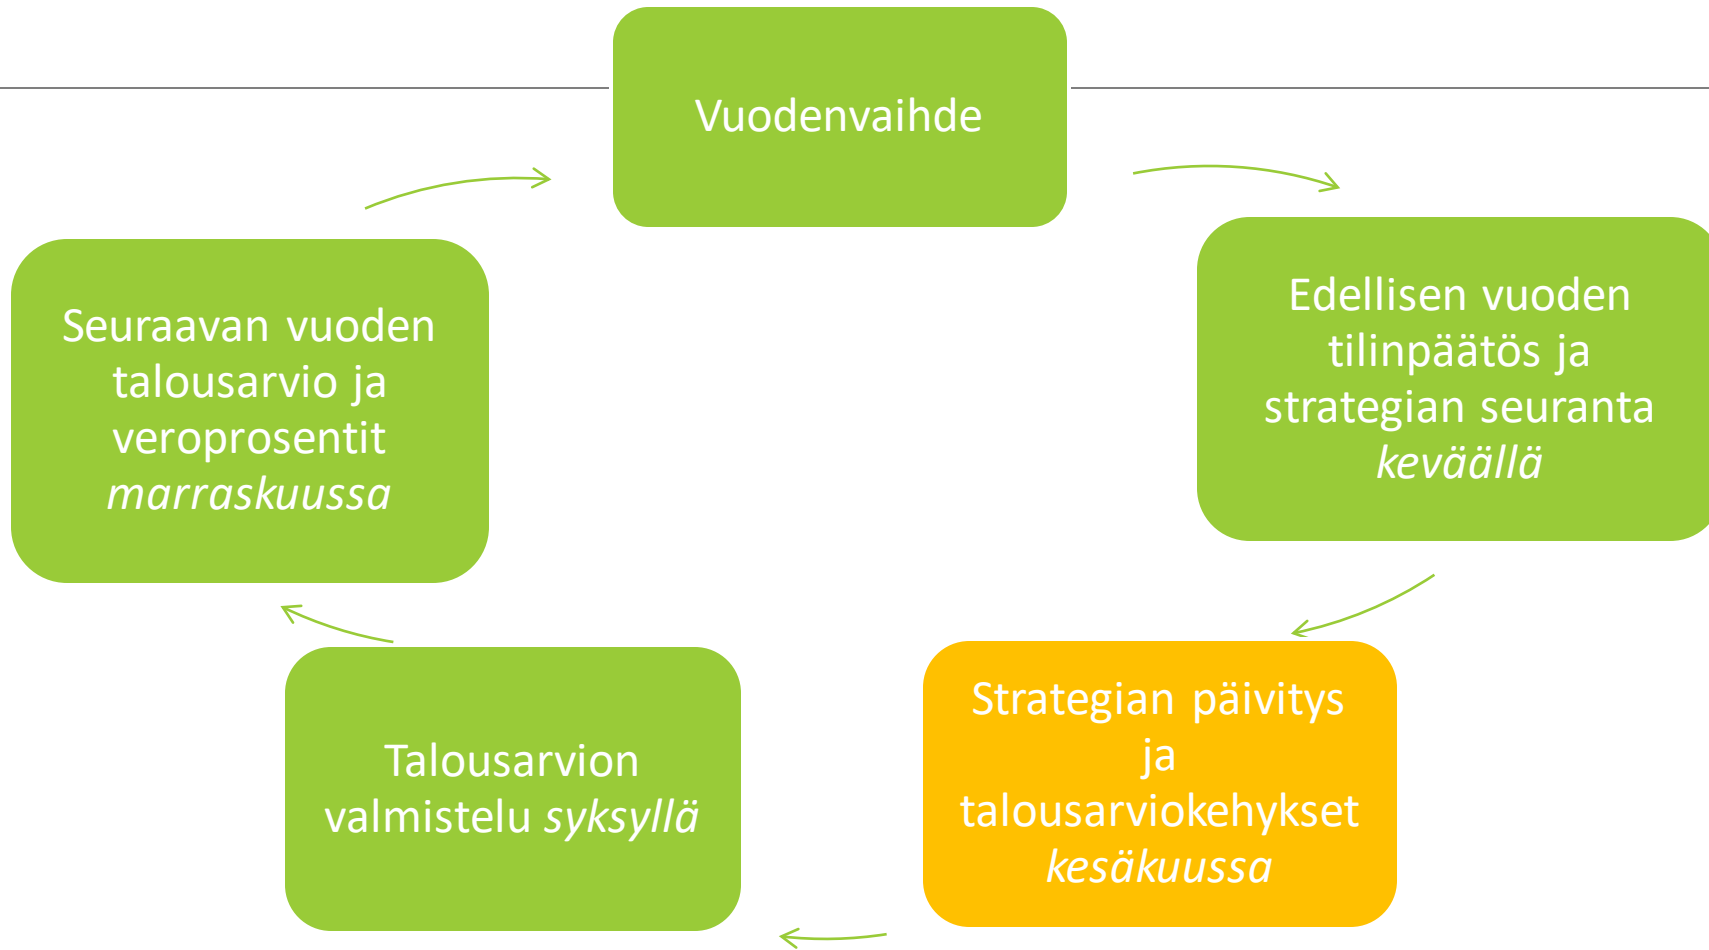 Vuodenvaihde
Edellisen vuoden
tilinpäätös ja
strategian seuranta
keväällä
Strategian päivitys
ja
talousarviokehykset
kesäkuussa
Talousarvion
valmistelu syksyllä
Seuraavan vuoden
talousarvio ja
veroprosentit
marraskuussa